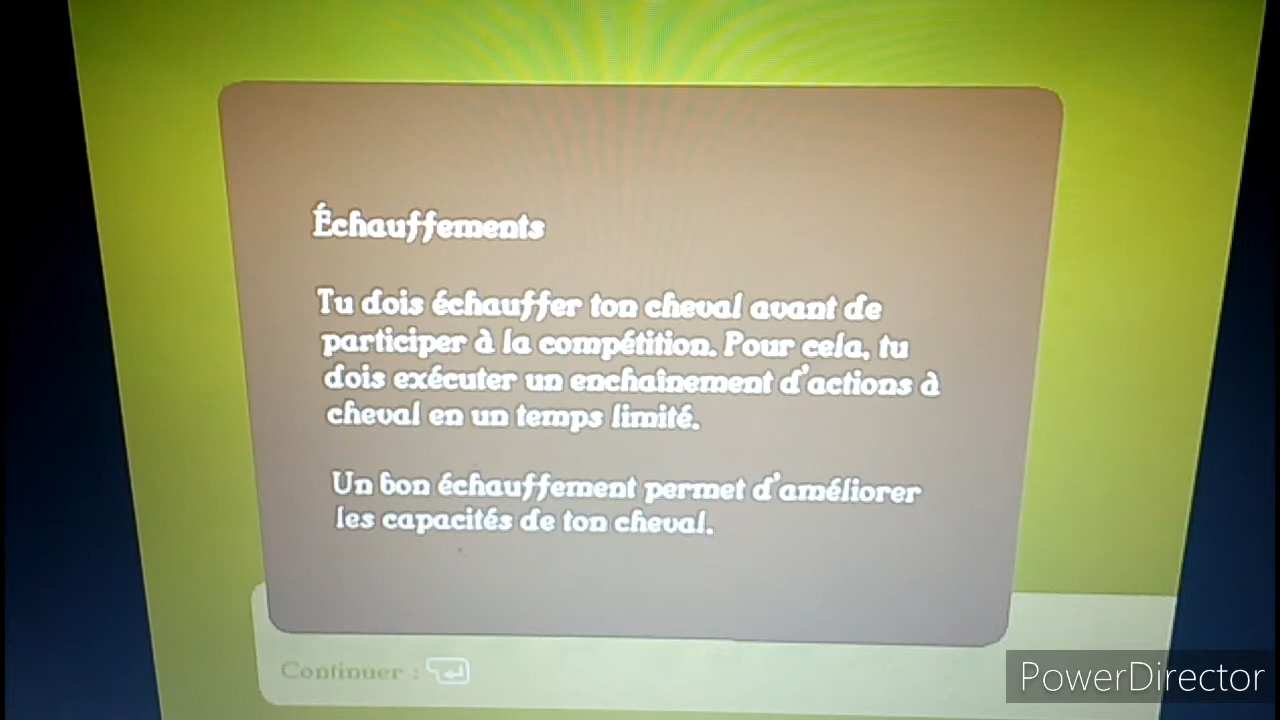 Échauffements
Tu dois échauffer ton cheval avant de
participer à la compétition. Pour cela, tu
dois exécuter un enchaînement d'actions à
cheval en un temps limité.
Un bon échauffement permet d'améliorer
les capacités de ton cheval.
Continuer :
PowerDirector